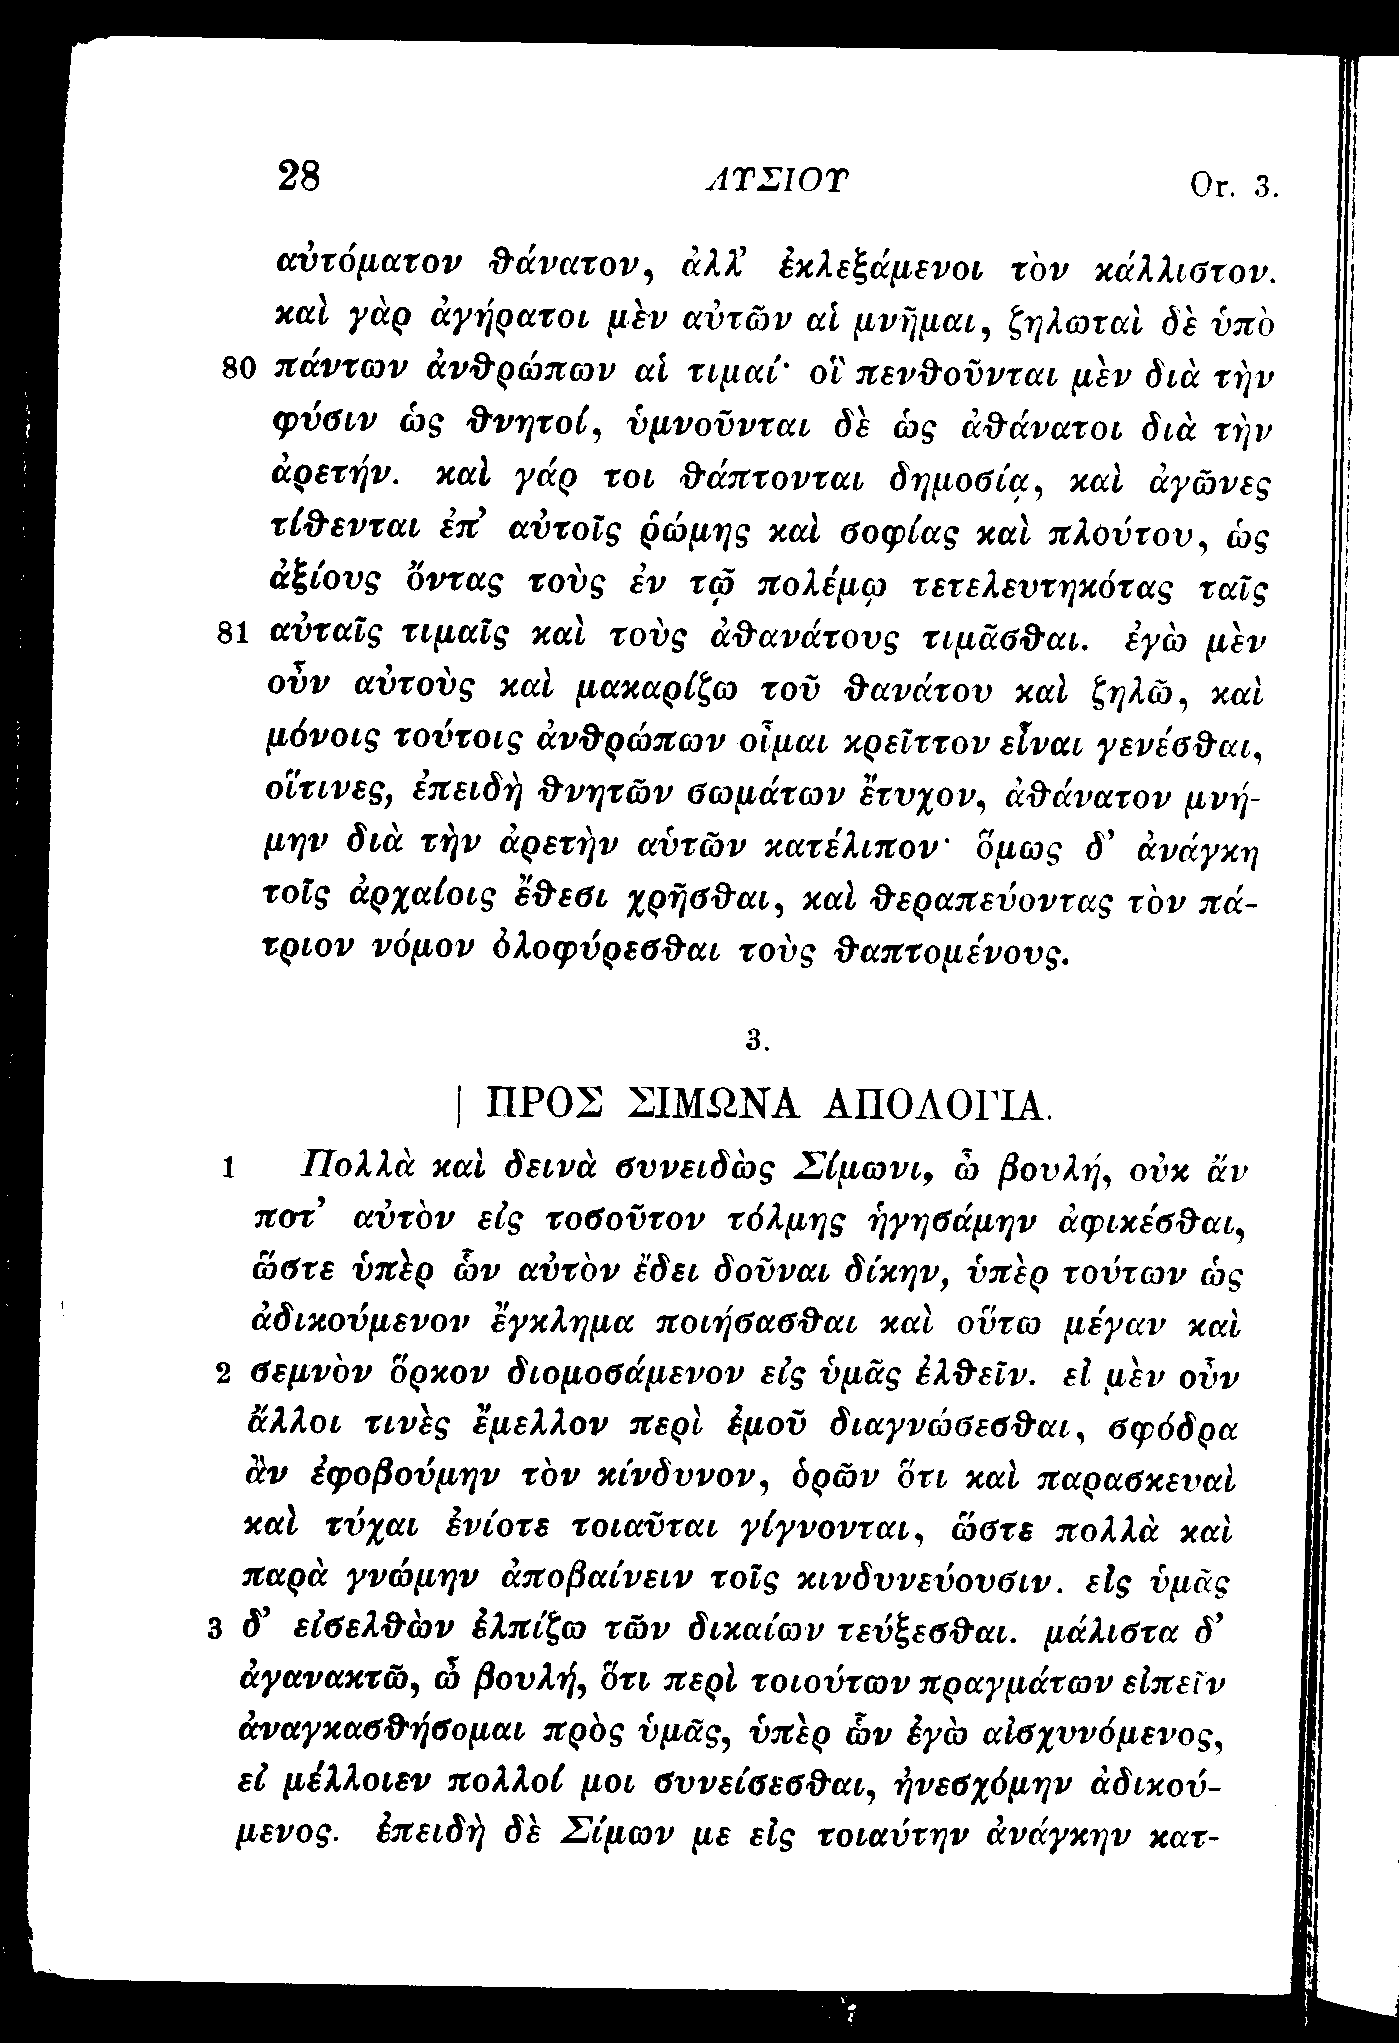 28 ΛΥΣΙΟΥ Or. 3.
αὐτόματον θάνατον, ἀλλ’ ἐκλεξάμενοι τὸν κάλλιστον.
καὶ γὰρ ἀγήρατοι μὲν αὐτῶν αἱ μνῆμαι, ζηλωταὶ δὲ ὑπὸ
80 πάντων ἀνθρώπων αἱ τιμαί· οἳ πενθοῦνται μὲν διὰ τὴν
φύσιν ὡς θνητοί, ὑμνοῦνται δὲ ὡς ἀθάνατοι διὰ τὴν
ἀρετήν. καὶ γάρ τοι θάπτονται δημοσίᾳ, καὶ ἀγῶνες
τίθενται ἐπ’ αὐτοῖς ῥώμης καὶ σοφίας καὶ πλούτου, ὡς
ἀξίους ὄντας τοὺς ἐν τῷ πολέμῳ τετελευτηκότας ταῖς
81 αὐταῖς τιμαῖς καὶ τοὺς ἀθανάτους τιμᾶσθαι. ἐγὼ μὲν
οὖν αὐτοὺς καὶ μακαρίζω τοῦ θανάτου καὶ ζηλῶ, καὶ
μόνοις τούτοις ἀνθρώπων οἶμαι κρεῖττον εἶναι γενέσθαι,
οἵτινες, ἐπειδὴ θνητῶν σωμάτων ἔτυχον, ἀθάνατον μνή-
μην διὰ τὴν ἀρετὴν αὑτῶν κατέλιπον· ὅμως δ’ ἀνάγκη
τοῖς ἀρχαίοις ἔθεσι χρῆσθαι, καὶ θεραπεύοντας τὸν πά-
τριον νόμον ὀλοφύρεσθαι τοὺς θαπτομένους.
3.
| ΠΡΟΣ ΣΙΜΩΝΑ ΑΠΟΛΟΓΙΑ.
1 Πολλὰ καὶ δεινὰ συνειδὼς Σίμωνι, ὦ βουλή, οὐκ ἄν
ποτ’ αὐτὸν εἰς τοσοῦτον τόλμης ἡγησάμην ἀφικέσθαι,
ὥστε ὑπὲρ ὧν αὐτὸν ἔδει δοῦναι δίκην, ὑπὲρ τούτων ὡς
ἀδικούμενον ἔγκλημα ποιήσασθαι καὶ οὕτω μέγαν καὶ
2 σεμνὸν ὅρκον διομοσάμενον εἰς ὑμᾶς ἐλθεῖν. εἰ μὲν οὖν
ἄλλοι τινὲς ἔμελλον περὶ ἐμοῦ διαγνώσεσθαι, σφόδρα
ἂν ἐφοβούμην τὸν κίνδυνον, ὁρῶν ὅτι καὶ παρασκευαὶ
καὶ τύχαι ἐνίοτε τοιαῦται γίγνονται, ὥστε πολλὰ καὶ
παρὰ γνώμην ἀποβαίνειν τοῖς κινδυνεύουσιν. εἰς ὑμᾶς
3 δ’ εἰσελθὼν ἐλπίζω τῶν δικαίων τεύξεσθαι. μάλιστα δ’
ἀγανακτῶ, ὦ βουλή, ὅτι περὶ τοιούτων πραγμάτων εἰπεῖν
ἀναγκασθήσομαι πρὸς ὑμᾶς, ὑπὲρ ὧν ἐγὼ αἰσχυνόμενος,
εἰ μέλλοιεν πολλοί μοι συνείσεσθαι, ἠνεσχόμην ἀδικού-
μενος. ἐπειδὴ δὲ Σίμων με εἰς τοιαύτην ἀνάγκην κατ-